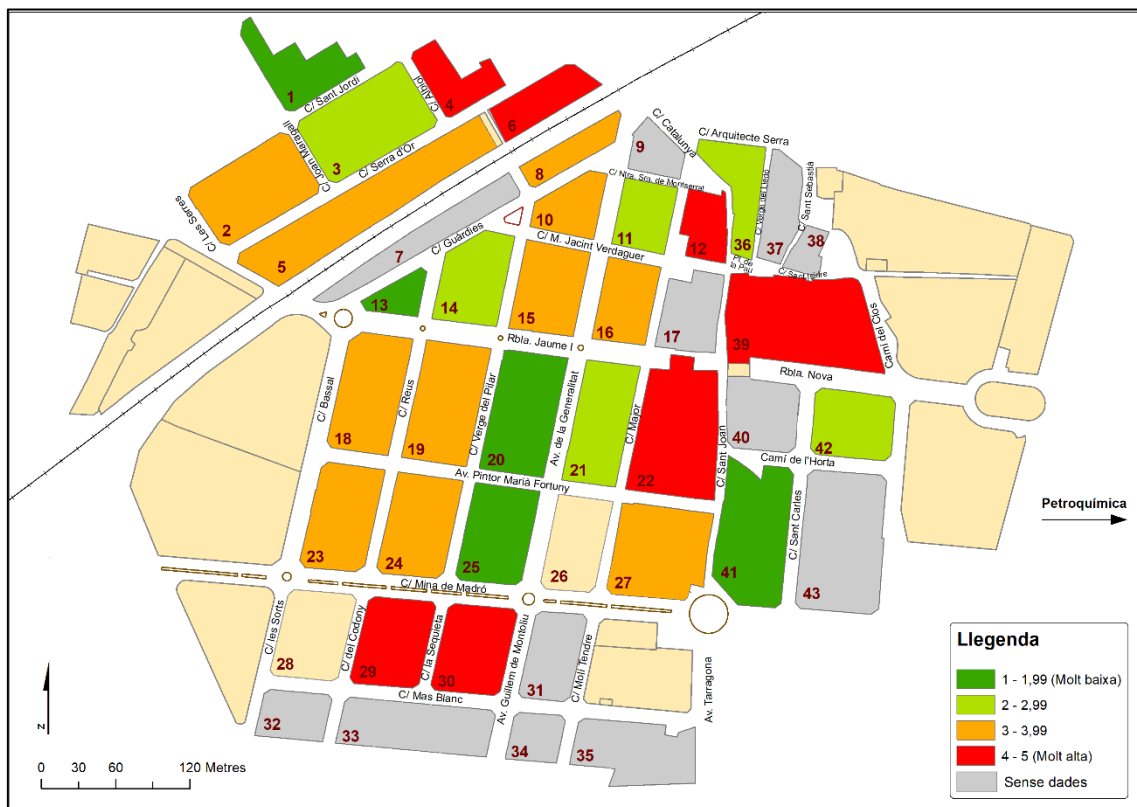 1
C/ Sant Jordi
C/ Albiol
4
6
C/ Joan Maragall
3
C/ Serra d'Or
2
C/ Les Serres
5
8
C/ Guàrdies
7
9
C/ Catalunya
C/ Arquitecte Serra
C/ Ntra. Sra. de Montserrat
10
11
12
C/ M. Jacint Verdaguer
36
37
C/ Sant Sebastià
38
Pl. de
la Pau
13
14
15
16
17
39
Camí del Clos
Rbla. Jaume I
Rbla. Nova
C/ Bassal
C/ Reus
C/ Verge del Pilar
Av. de la Generalitat
C/ Major
C/ Sant Joan
18
19
20
21
22
40
42
Camí de l'Horta
Av. Pintor Marià Fortuny
C/ Sant Carles
23
24
25
26
27
41
43
C/ Mina de Madró
C/ les Sorts
C/ del Codony
C/ la Sequieta
Av. Guillem de Montoliu
C/ Molí Tendre
Av. Tarragona
28
29
30
31
C/ Mas Blanc
32
33
34
35
Petroquímica
Llegenda
1 - 1,99 (Molt baixa)
2 - 2,99
3 - 3,99
4 - 5 (Molt alta)
Sense dades
N
0 30 60 120 Metres